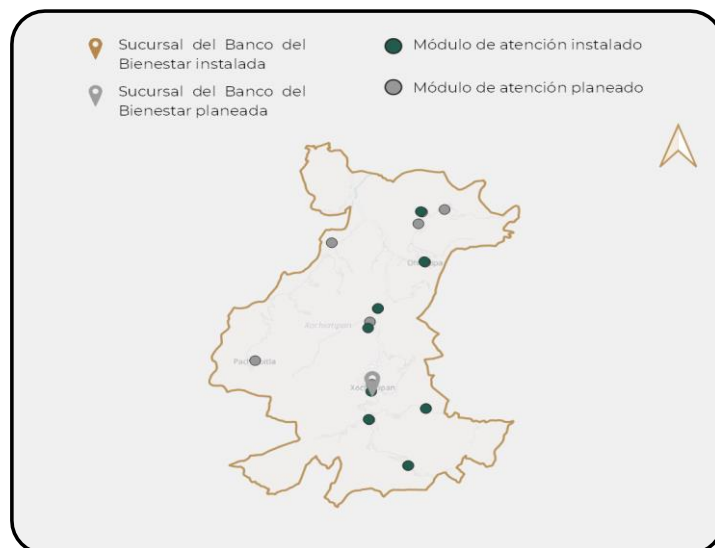 Sucursal del Banco del
Bienestar instalada
Sucursal del Banco del
Bienestar planeada
Módulo de atención instalado
Módulo de atención planeado